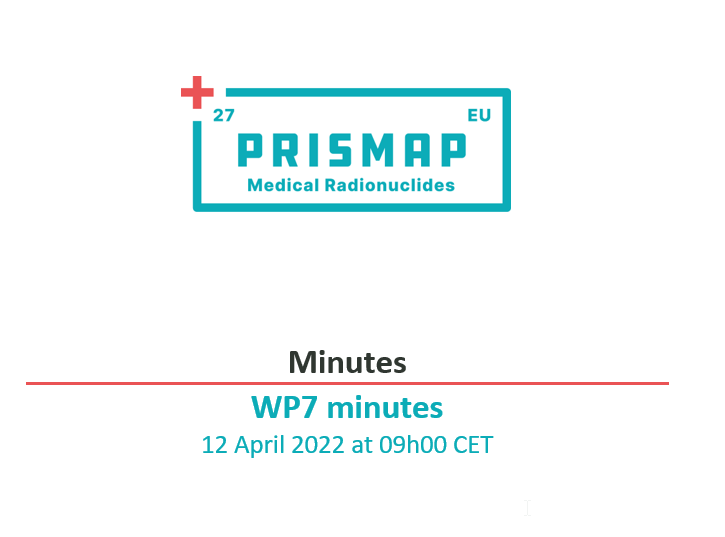 27 EU
PRISMAP
Medical Radionuclides
Minutes
WP7 minutes
12 April 2022 at 09h00 CET